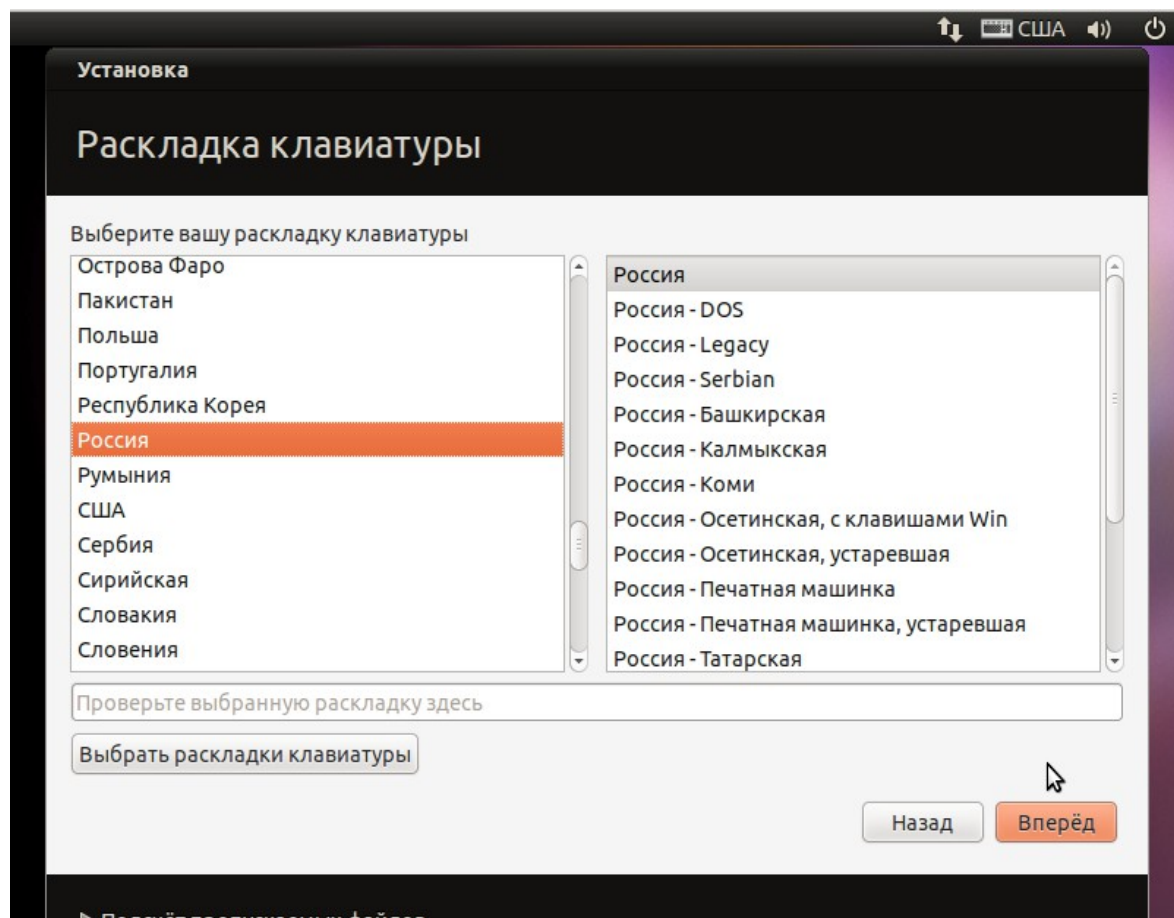 США
Установка
Раскладка клавиатуры
Выберите вашу раскладку клавиатуры
Острова Фаро
Пакистан
Польша
Португалия
Республика Корея
Россия
Румыния
США
Сербия
Сирийская
Словакия
Словения
Россия
Россия - DOS
Россия - Legacy
Россия - Serbian
Россия - Башкирская
Россия - Калмыкская
Россия - Коми
Россия - Осетинская, с клавишами Win
Россия - Осетинская, устаревшая
Россия - Печатная машинка
Россия - Печатная машинка, устаревшая
Россия - Татарская
Проверьте выбранную раскладку здесь
Выбрать раскладки клавиатуры
Назад
Вперёд